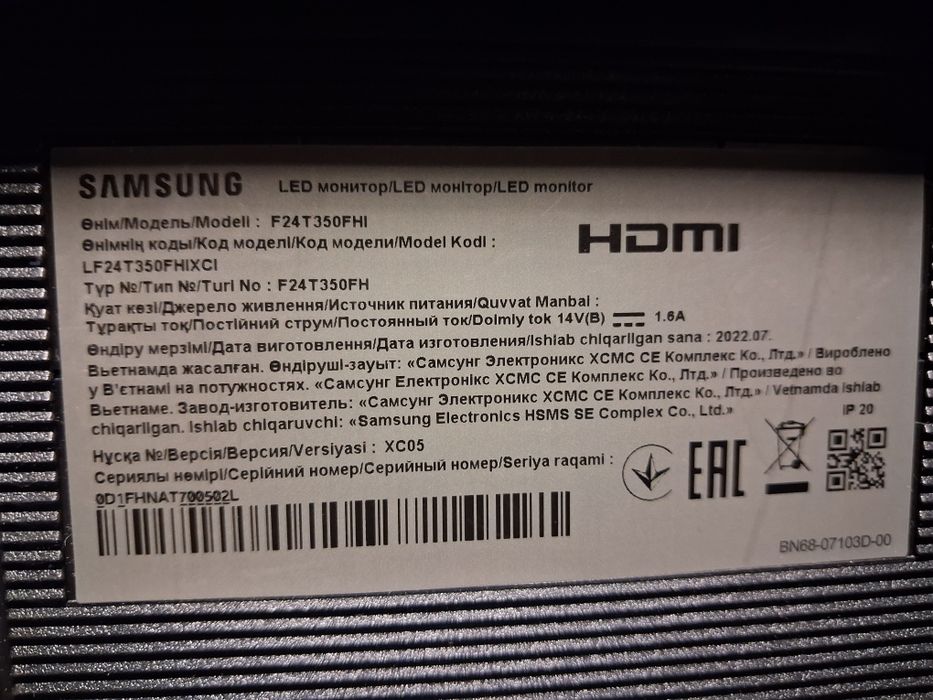 SAMSUNG LED монитор/LED монітор/LED monitor
Өнім/Модель/Modeli : F24T350FHI
HDMI
Өнімнің коды/Код моделі/Код модели/Model Kodi :
LF24T350FHIXCI
Түр №/Тип №/Turi No : F24T350FH
Қуат көзі/Джерело живлення/Источник питания/Quvvat Manbai :
Тұрақты тоқ/Постійний струм/Постоянный ток/Doimiy tok 14V(B) 1.6A
Өндіру мерзімі/Дата виготовлення/Дата изготовления/Ishlab chiqarilgan sana : 2022.07.
Вьетнамда жасалған. Өндіруші-зауыт: «Самсунг Электроникс ХСМС СЕ Комплекс Ко., Лтд.» / Вироблено
у В'єтнамі на потужностях. «Самсунг Електронікс ХСМС СЕ Комплекс Ко., Лтд.» / Произведено во
Вьетнаме. Завод-изготовитель: «Самсунг Электроникс ХСМС СЕ Комплекс Ко., Лтд.» / Vetnamda ishlab
chiqarilgan. Ishlab chiqaruvchi: «Samsung Electronics HSMS SE Complex Co., Ltd.»
IP 20
Нұсқа №/Версія/Версия/Versiyasi : XC05
Сериялы нөмірі/Серійний номер/Серийный номер/Seriya raqami :
EAC
0D1FHNAT700502L
BN68-07103D-00